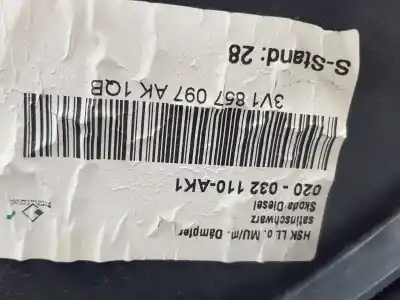 HSK LL o. MU/m. Dämpfer
satinschwarz
Skoda Diesel
020 - 032 110-AK1
3V1 857 097 AK 1QB
S-Stand: 28